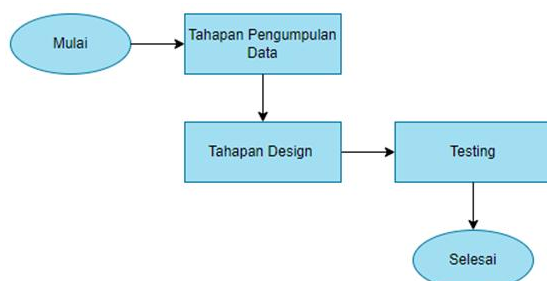 Mulai
Tahapan Pengumpulan
Data
Tahapan Design
Testing
Selesai